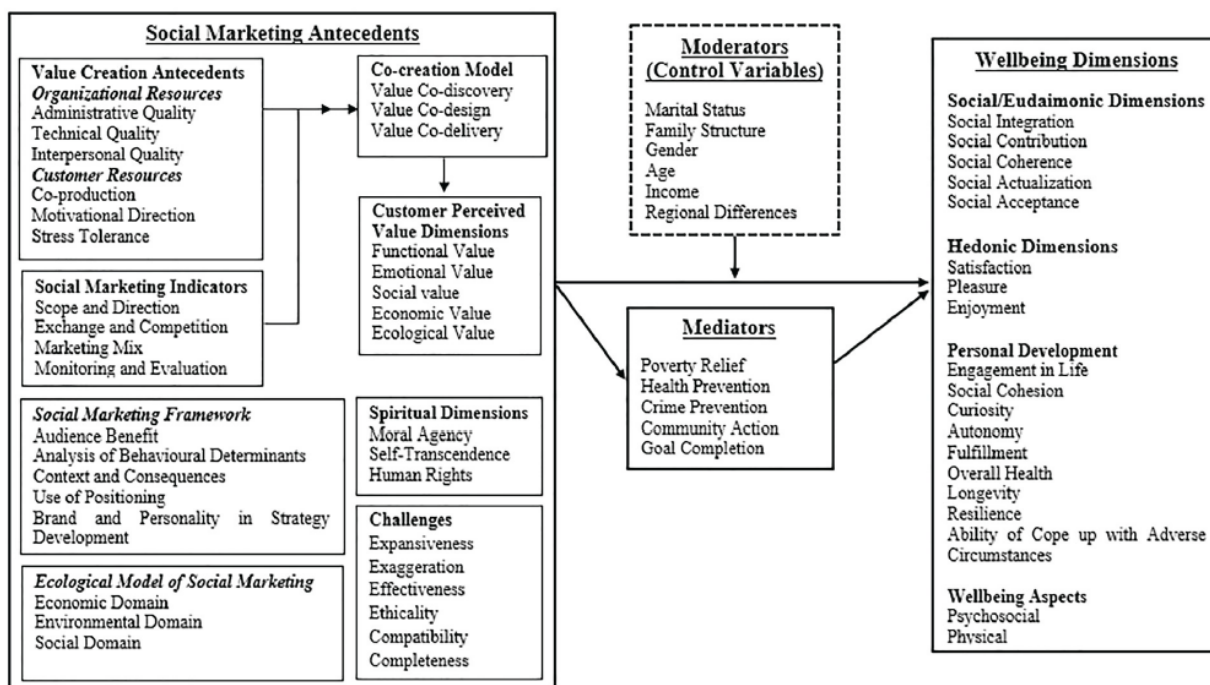 Social Marketing Antecedents
Value Creation Antecedents
Organizational Resources
Administrative Quality
Technical Quality
Interpersonal Quality
Customer Resources
Co-production
Motivational Direction
Stress Tolerance
Social Marketing Indicators
Scope and Direction
Exchange and Competition
Marketing Mix
Monitoring and Evaluation
Social Marketing Framework
Audience Benefit
Analysis of Behavioural Determinants
Context and Consequences
Use of Positioning
Brand and Personality in Strategy
Development
Ecological Model of Social Marketing
Economic Domain
Environmental Domain
Social Domain
Co-creation Model
Value Co-discovery
Value Co-design
Value Co-delivery
Customer Perceived
Value Dimensions
Functional Value
Emotional Value
Social value
Economic Value
Ecological Value
Spiritual Dimensions
Moral Agency
Self-Transcendence
Human Rights
Challenges
Expansiveness
Exaggeration
Effectiveness
Ethicality
Compatibility
Completeness
Moderators
(Control Variables)
Marital Status
Family Structure
Gender
Age
Income
Regional Differences
Mediators
Poverty Relief
Health Prevention
Crime Prevention
Community Action
Goal Completion
Wellbeing Dimensions
Social/Eudaimonic Dimensions
Social Integration
Social Contribution
Social Coherence
Social Actualization
Social Acceptance
Hedonic Dimensions
Satisfaction
Pleasure
Enjoyment
Personal Development
Engagement in Life
Social Cohesion
Curiosity
Autonomy
Fulfillment
Overall Health
Longevity
Resilience
Ability of Cope up with Adverse
Circumstances
Wellbeing Aspects
Psychosocial
Physical